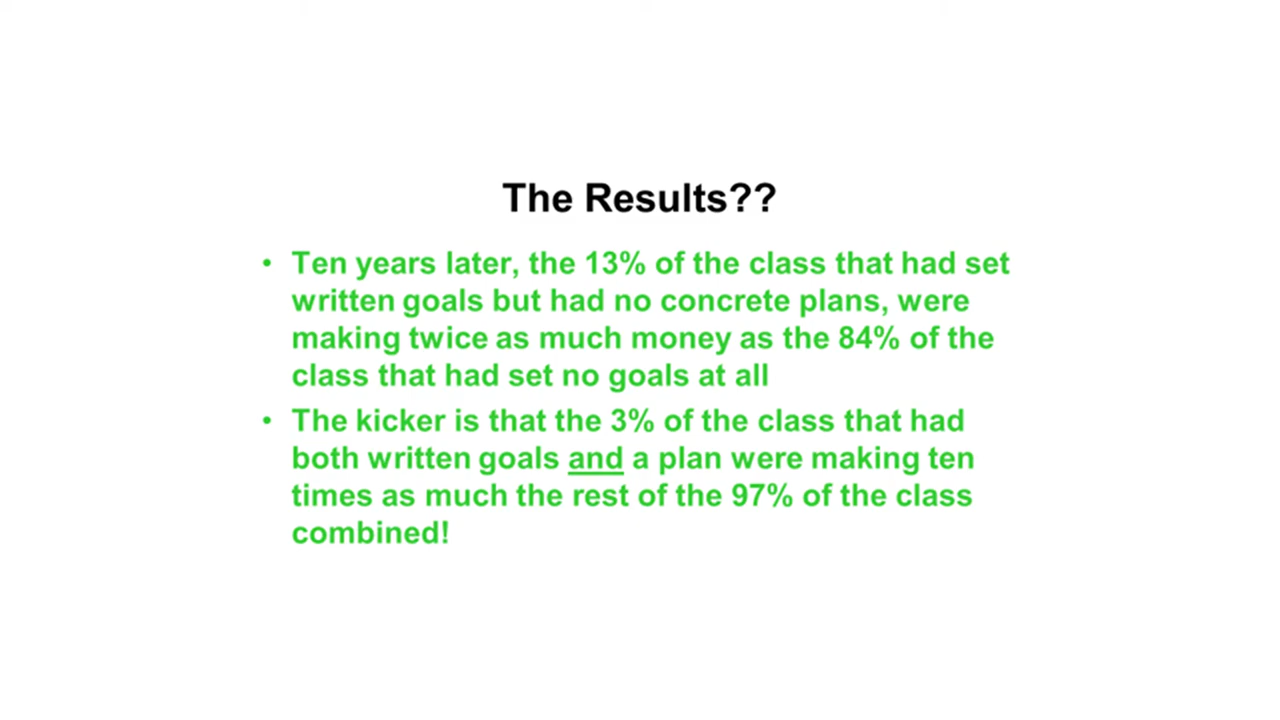 The Results??
• Ten years later, the 13% of the class that had set
written goals but had no concrete plans, were
making twice as much money as the 84% of the
class that had set no goals at all
• The kicker is that the 3% of the class that had
both written goals and a plan were making ten
times as much the rest of the 97% of the class
combined!